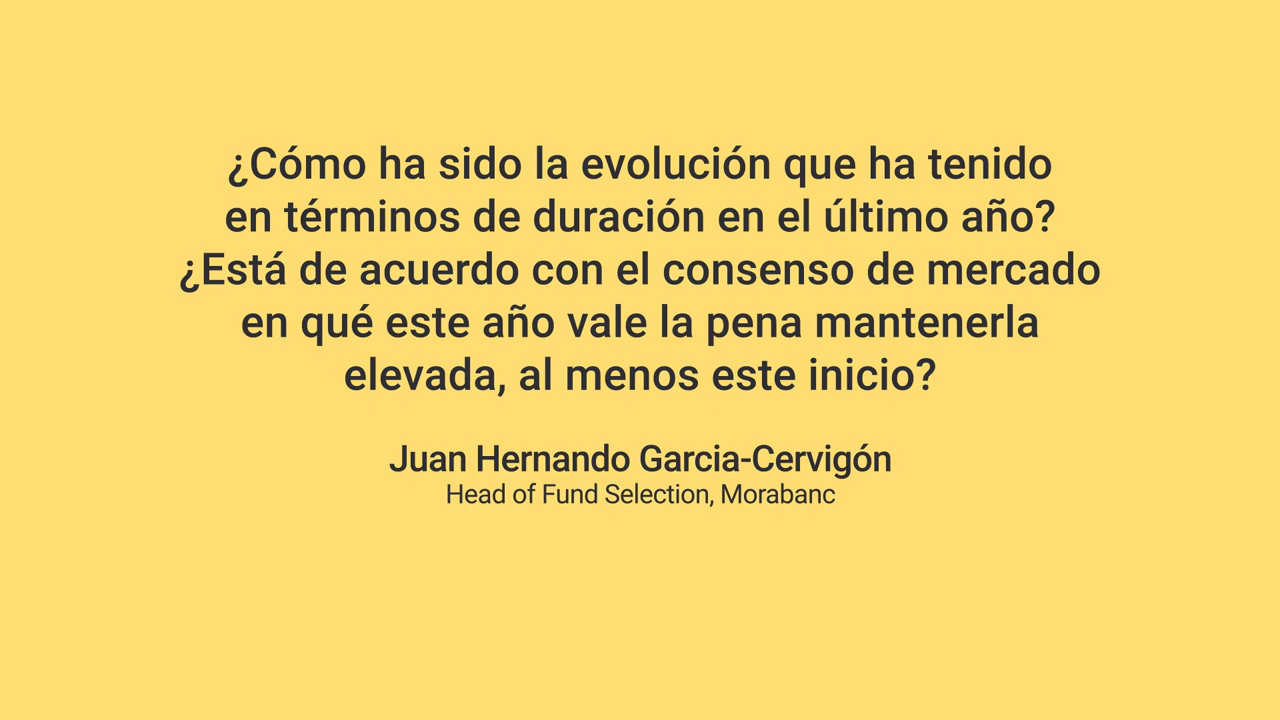 ¿Cómo ha sido la evolución que ha tenido
en términos de duración en el último año?
¿Está de acuerdo con el consenso de mercado
en qué este año vale la pena mantenerla
elevada, al menos este inicio?
Juan Hernando Garcia-Cervigón
Head of Fund Selection, Morabanc